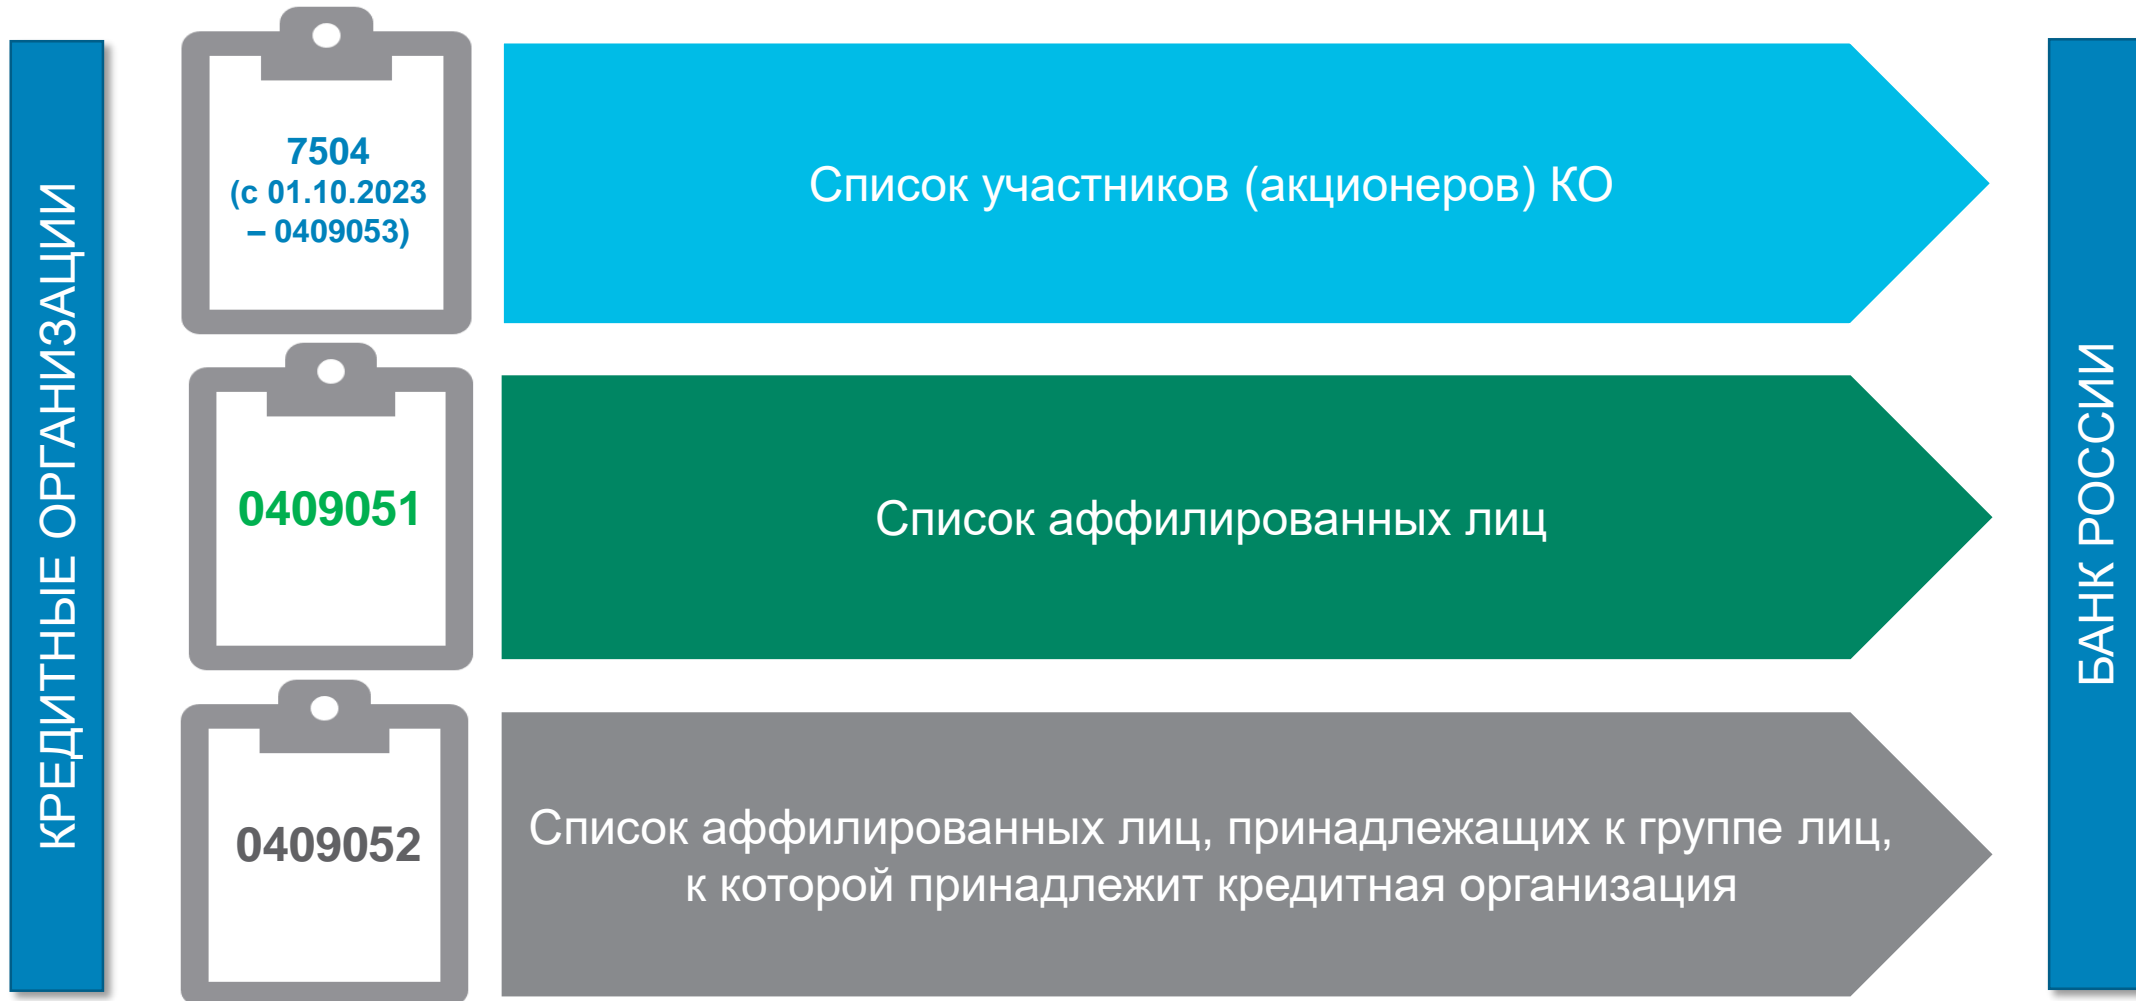 КРЕДИТНЫЕ ОРГАНИЗАЦИИ
7504
(с 01.10.2023
– 0409053)
Список участников (акционеров) КО
0409051
Список аффилированных лиц
0409052
Список аффилированных лиц, принадлежащих к группе лиц,
к которой принадлежит кредитная организация
БАНК РОССИИ